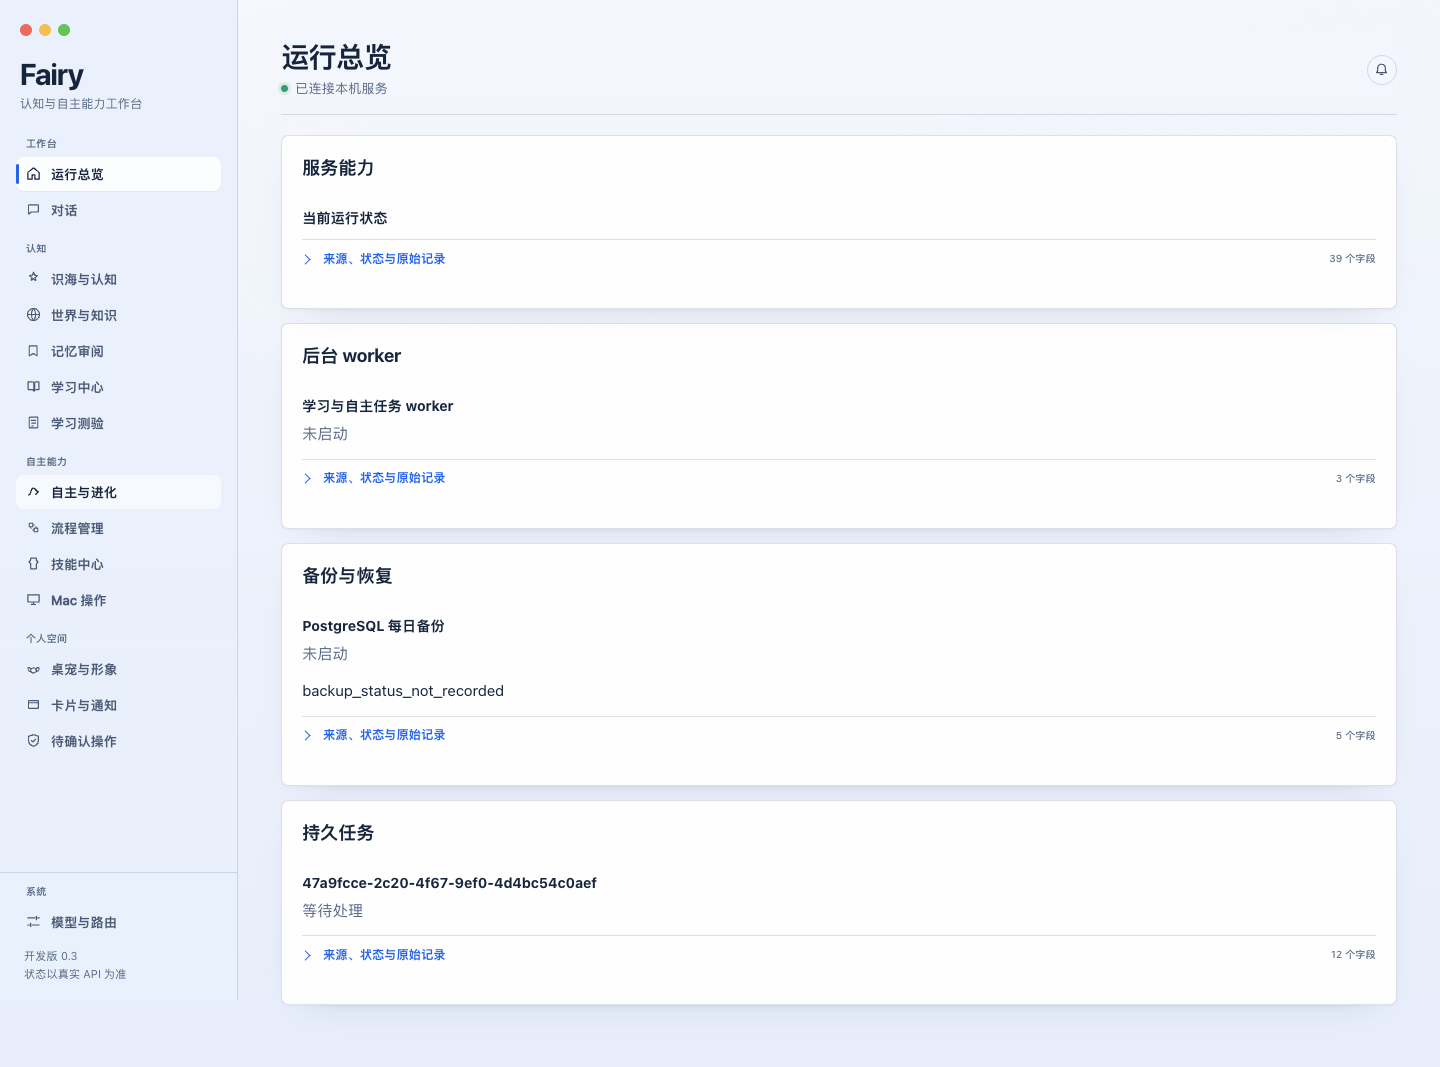 Fairy
认知与自主能力工作台
工作台
运行总览
对话
认知
识海与认知
世界与知识
记忆审阅
学习中心
学习测验
自主能力
自主与进化
流程管理
技能中心
Mac 操作
个人空间
桌宠与形象
卡片与通知
待确认操作
系统
模型与路由
开发版 0.3
状态以真实 API 为准
运行总览
已连接本机服务
服务能力
当前运行状态
来源、状态与原始记录 39 个字段
后台 worker
学习与自主任务 worker
未启动
来源、状态与原始记录 3 个字段
备份与恢复
PostgreSQL 每日备份
未启动
backup_status_not_recorded
来源、状态与原始记录 5 个字段
持久任务
47a9fcce-2c20-4f67-9ef0-4d4bc54c0aef
等待处理
来源、状态与原始记录 12 个字段